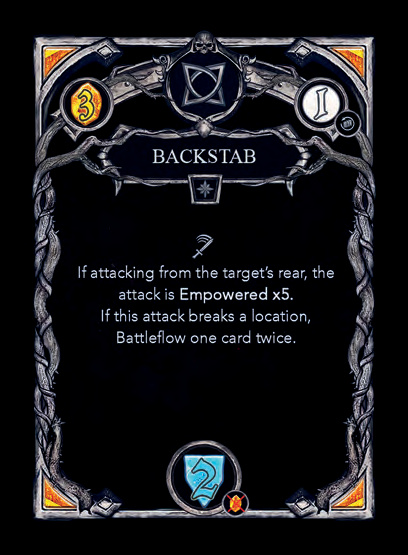 3
1
BACKSTAB
If attacking from the target's rear, the
attack is Empowered x5.
If this attack breaks a location,
Battleflow one card twice.
2